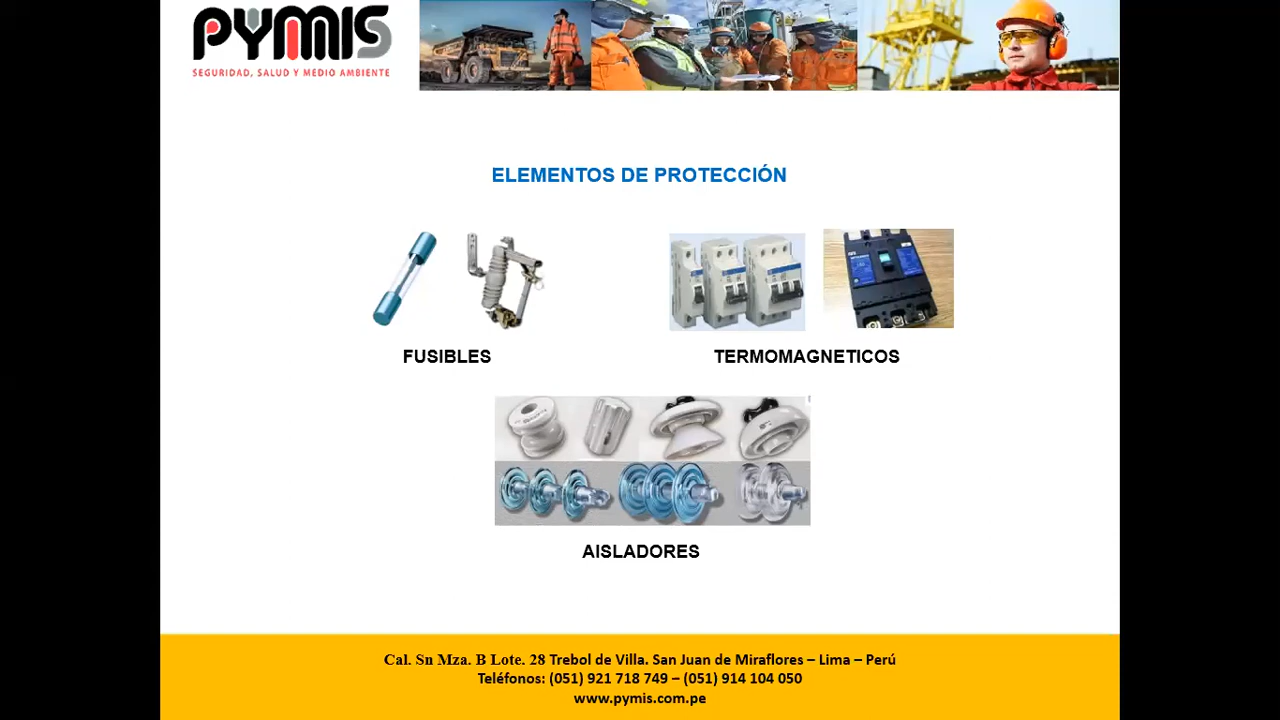 PYMIS
SEGURIDAD, SALUD Y MEDIO AMBIENTE
ELEMENTOS DE PROTECCIÓN
FUSIBLES
TERMOMAGNETICOS
AISLADORES
Cal. Sn Mza. B Lote. 28 Trebol de Villa. San Juan de Miraflores – Lima – Perú
Teléfonos: (051) 921 718 749 – (051) 914 104 050
www.pymis.com.pe